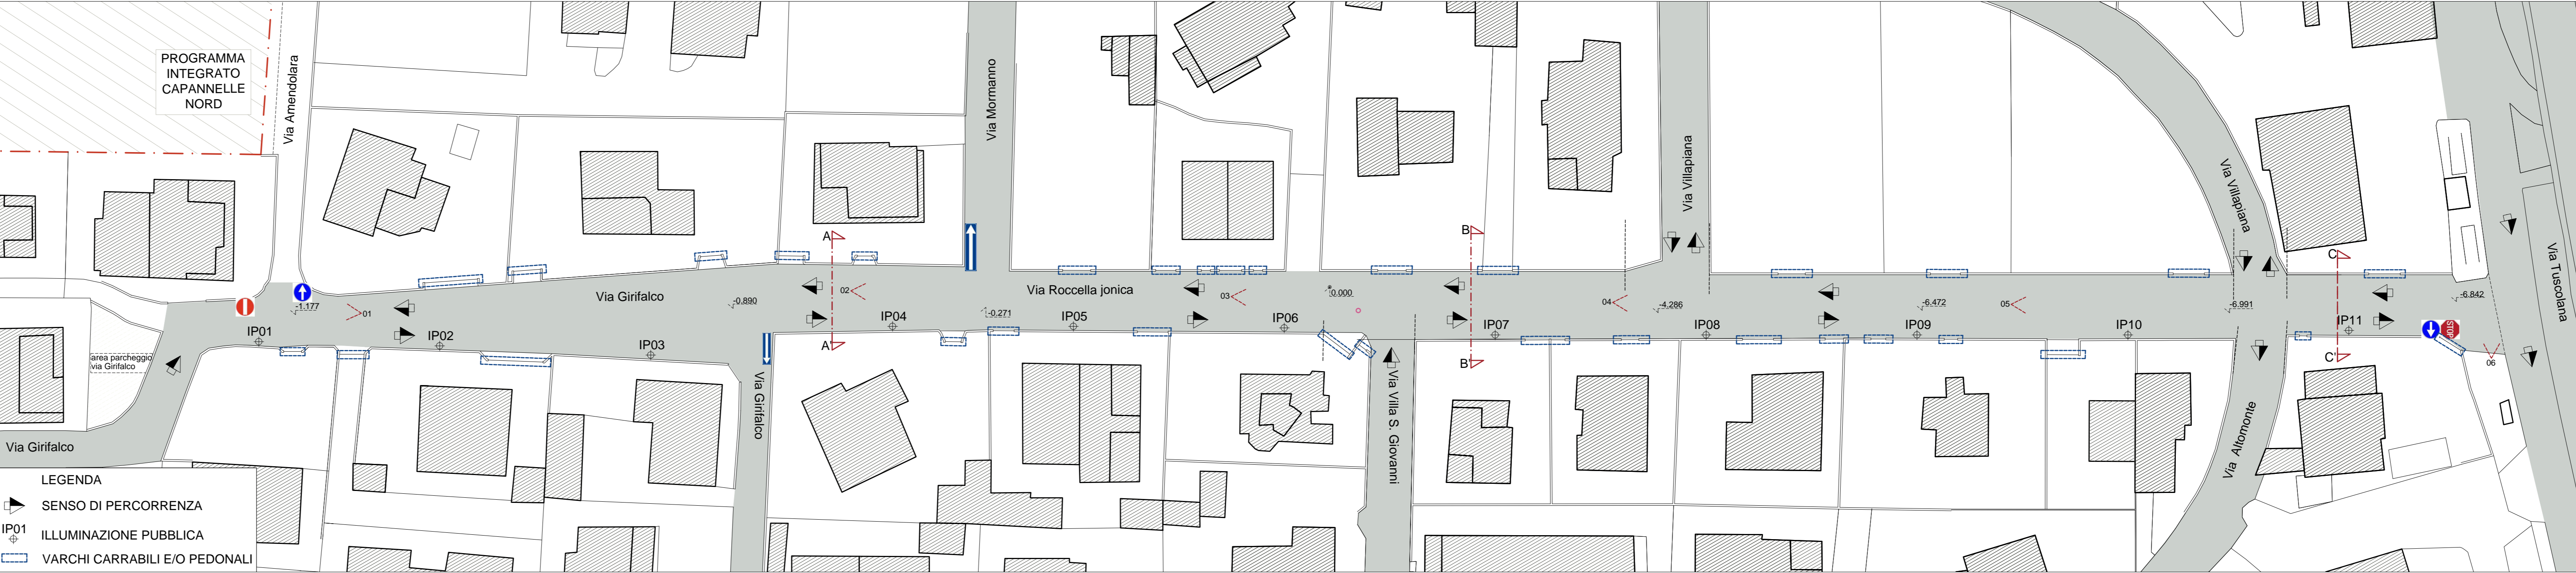 PROGRAMMA
INTEGRATO
CAPANNELLE
NORD
Via Amendolara
Via Mormanno
Via Villapiana
Via Villapiana
Via Tuscolana
A
B
C
Via Girifalco
Via Roccella jonica
-1.177
01
-0.890
02
-0.271
03
0.000
04
-4.286
-6.472
05
-6.991
-6.842
IP01
IP02
IP03
IP04
IP05
IP06
IP07
IP08
IP09
IP10
IP11
STOP
A'
B'
C'
06
area parcheggio
via Girifalco
Via Girifalco
Via Villa S. Giovanni
Via Altomonte
Via Girifalco
LEGENDA
SENSO DI PERCORRENZA
IP01
ILLUMINAZIONE PUBBLICA
VARCHI CARRABILI E/O PEDONALI